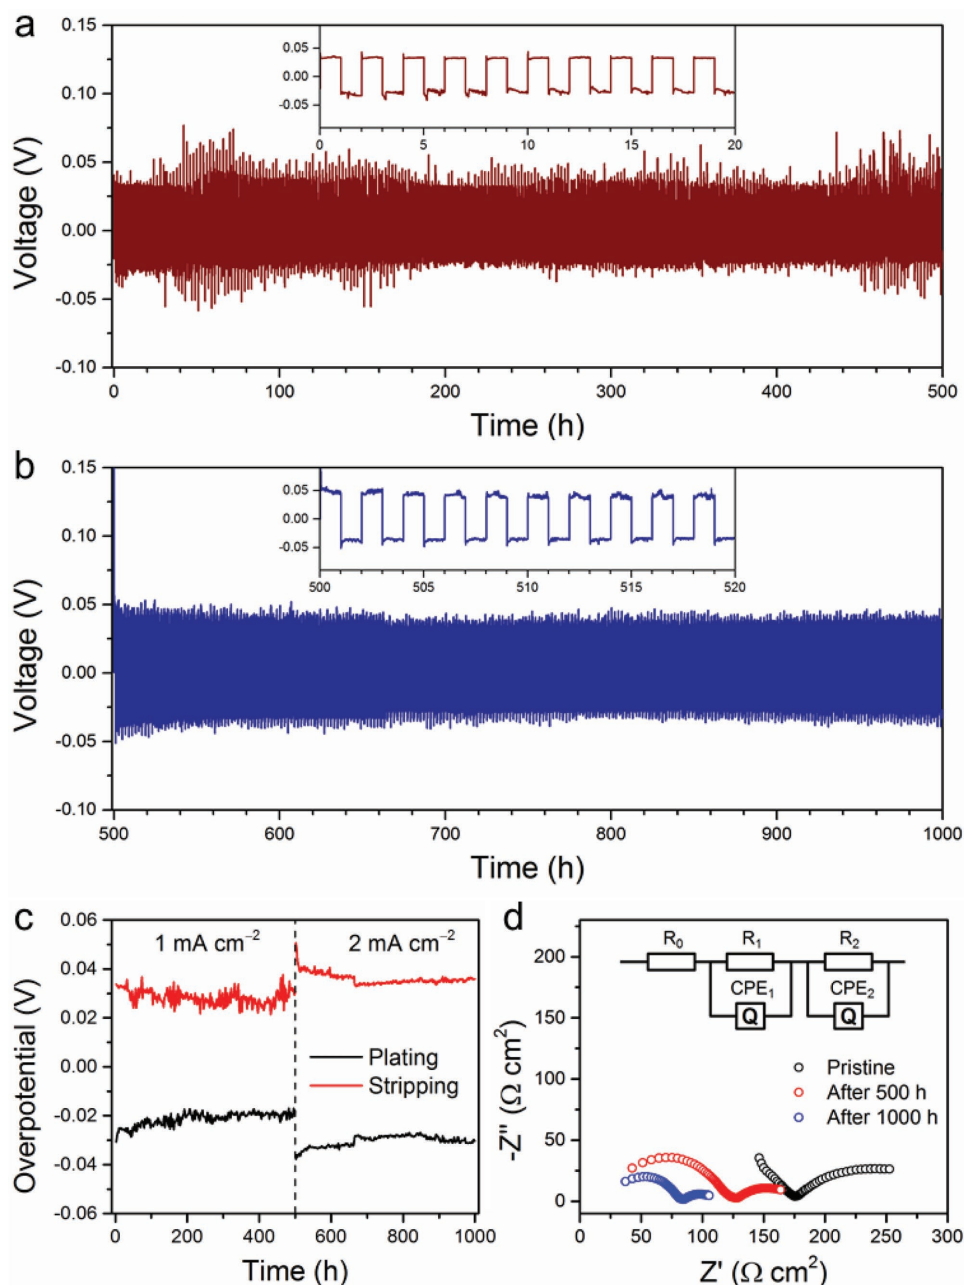 a
0.15
0.10
0.05
0.00
-0.05
-0.10
Voltage (V)
0.05
0.00
-0.05
0 5 10 15 20
0 100 200 300 400 500
Time (h)
b
0.15
0.10
0.05
0.00
-0.05
-0.10
Voltage (V)
0.05
0.00
-0.05
500 505 510 515 520
500 600 700 800 900 1000
Time (h)
c
0.06
0.04
0.02
0.00
-0.02
-0.04
-0.06
Overpotential (V)
1 mA cm⁻²
2 mA cm⁻²
Plating
Stripping
0 200 400 600 800 1000
Time (h)
d
200
150
100
50
0
-Z'' (Ω cm²)
R₀ R₁ R₂
CPE₁ CPE₂
Q Q
Pristine
After 500 h
After 1000 h
0 50 100 150 200 250 300
Z' (Ω cm²)